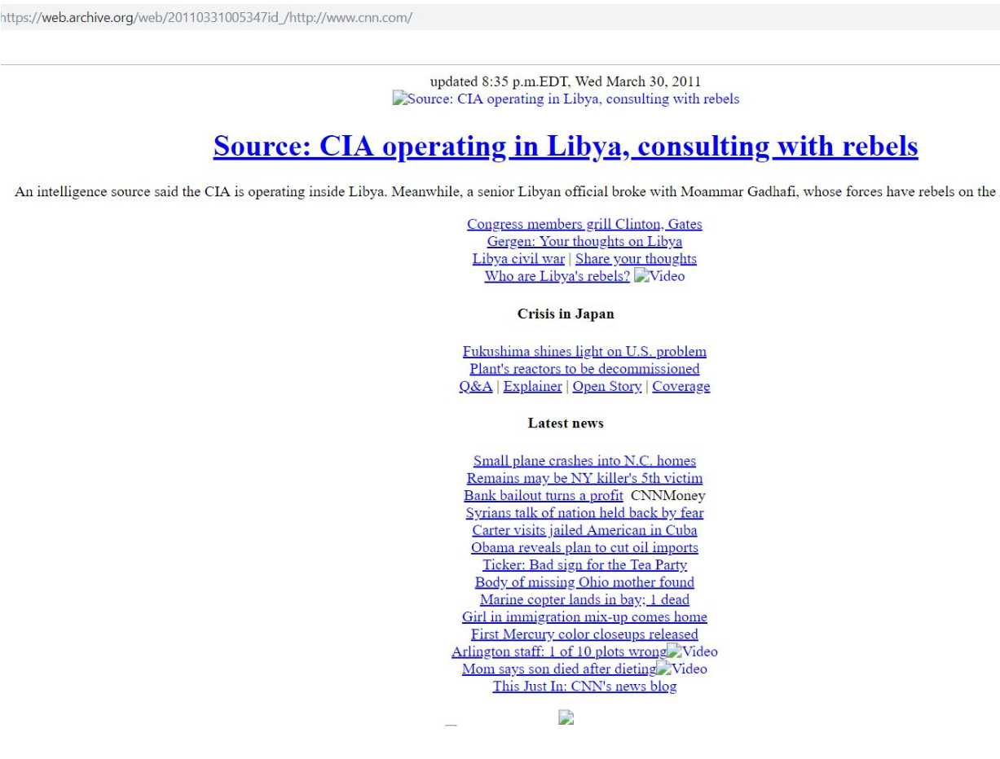 https://web.archive.org/web/20110331005347id_/http://www.cnn.com/
updated 8:35 p.m.EDT, Wed March 30, 2011
Source: CIA operating in Libya, consulting with rebels
Source: CIA operating in Libya, consulting with rebels
An intelligence source said the CIA is operating inside Libya. Meanwhile, a senior Libyan official broke with Moammar Gadhafi, whose forces have rebels on the
Congress members grill Clinton, Gates
Gergen: Your thoughts on Libya
Libya civil war | Share your thoughts
Who are Libya's rebels? Video
Crisis in Japan
Fukushima shines light on U.S. problem
Plant's reactors to be decommissioned
Q&A | Explainer | Open Story | Coverage
Latest news
Small plane crashes into N.C. homes
Remains may be NY killer's 5th victim
Bank bailout turns a profit CNNMoney
Syrians talk of nation held back by fear
Carter visits jailed American in Cuba
Obama reveals plan to cut oil imports
Ticker: Bad sign for the Tea Party
Body of missing Ohio mother found
Marine copter lands in bay; 1 dead
Girl in immigration mix-up comes home
First Mercury color closeups released
Arlington staff: 1 of 10 plots wrong Video
Mom says son died after dieting Video
This Just In: CNN's news blog